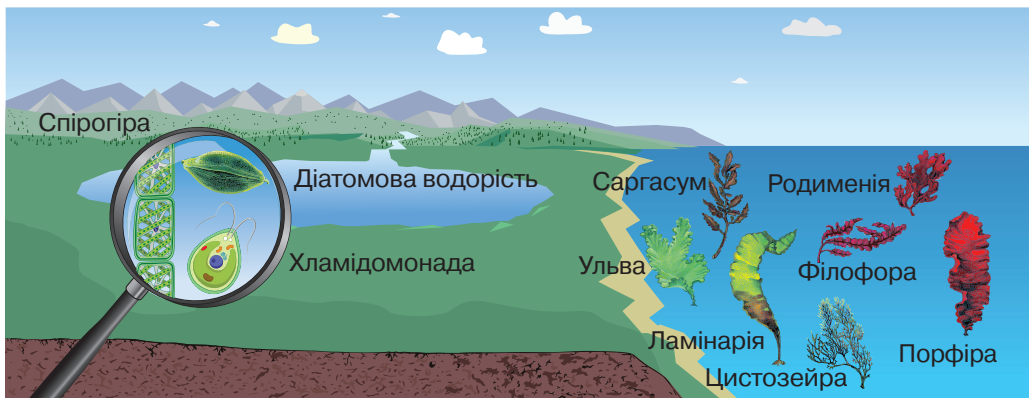 Спірогіра
Діатомова водорість
Хламідомонада
Саргасум
Родименія
Ульва
Філофора
Ламінарія
Порфіра
Цистозейра